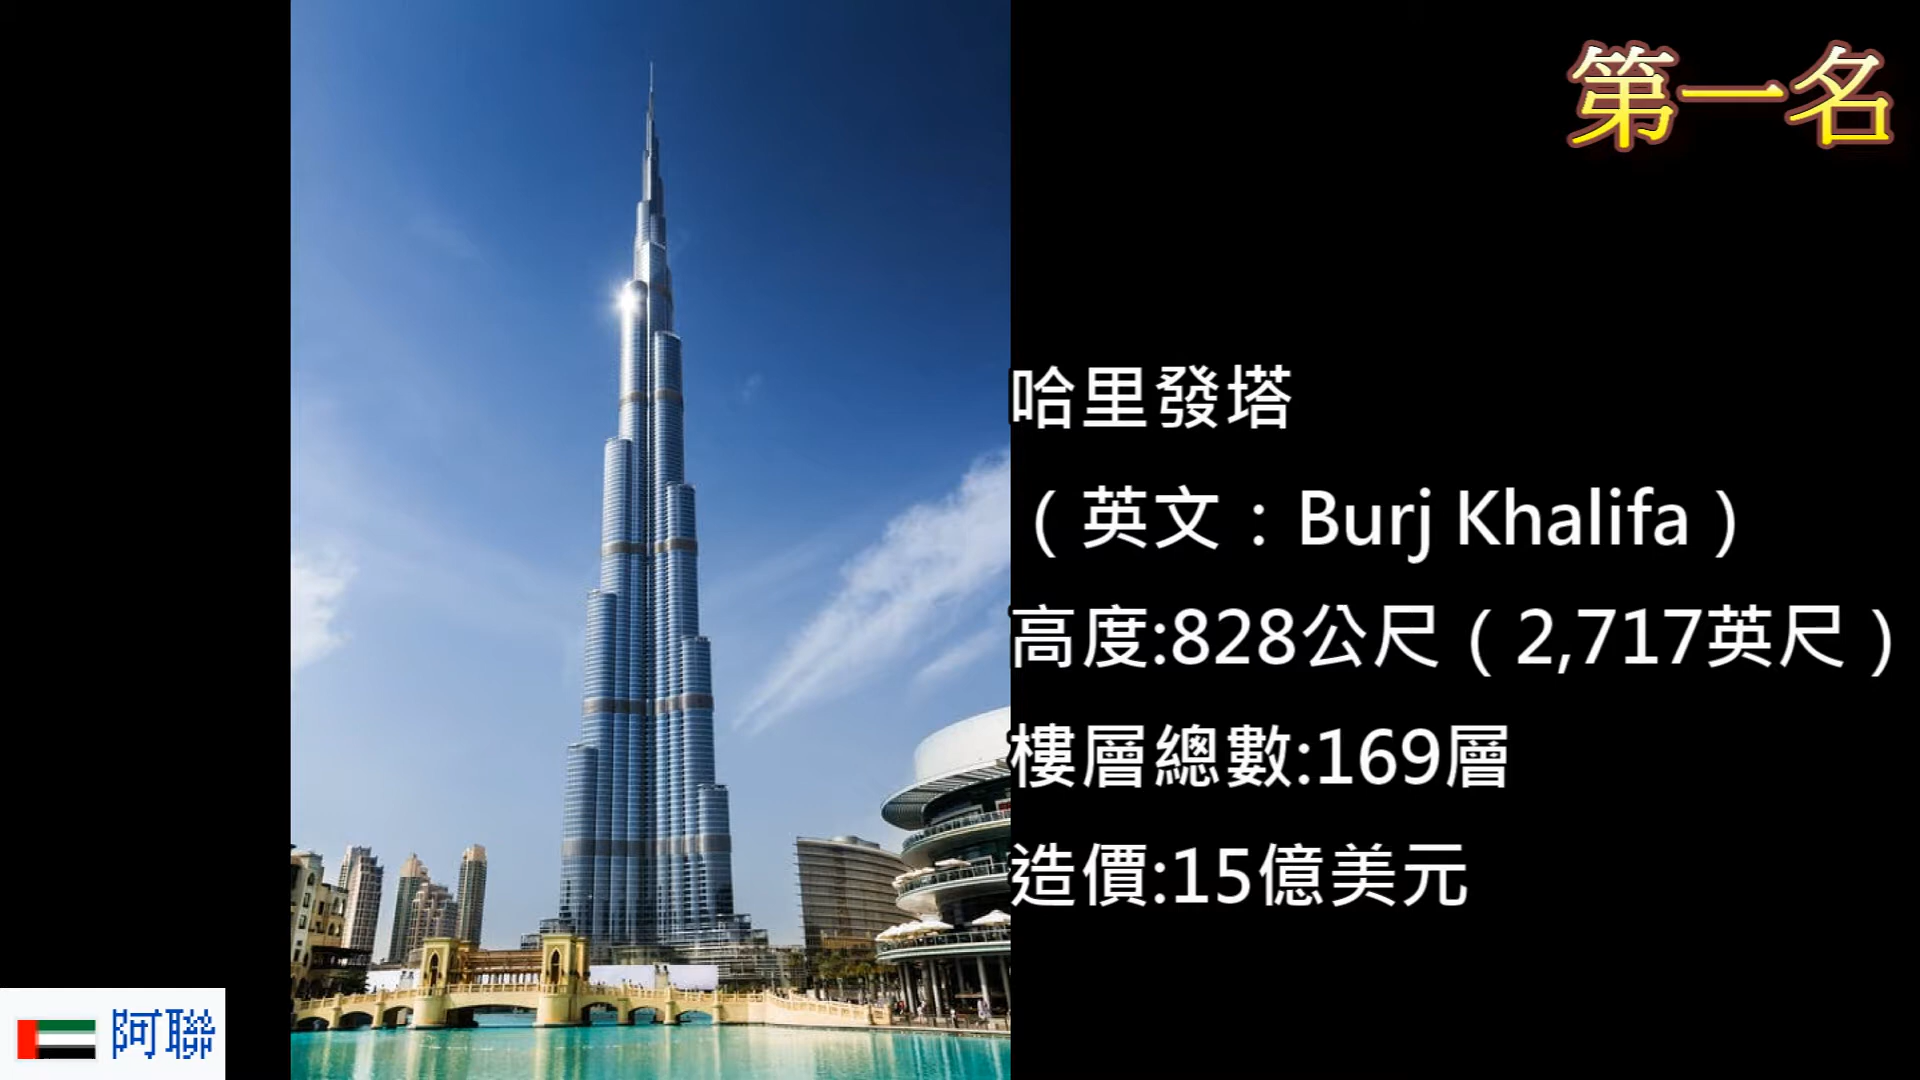 第一名
哈里發塔
（英文：Burj Khalifa）
高度:828公尺（2,717英尺）
樓層總數:169層
造價:15億美元
阿聯